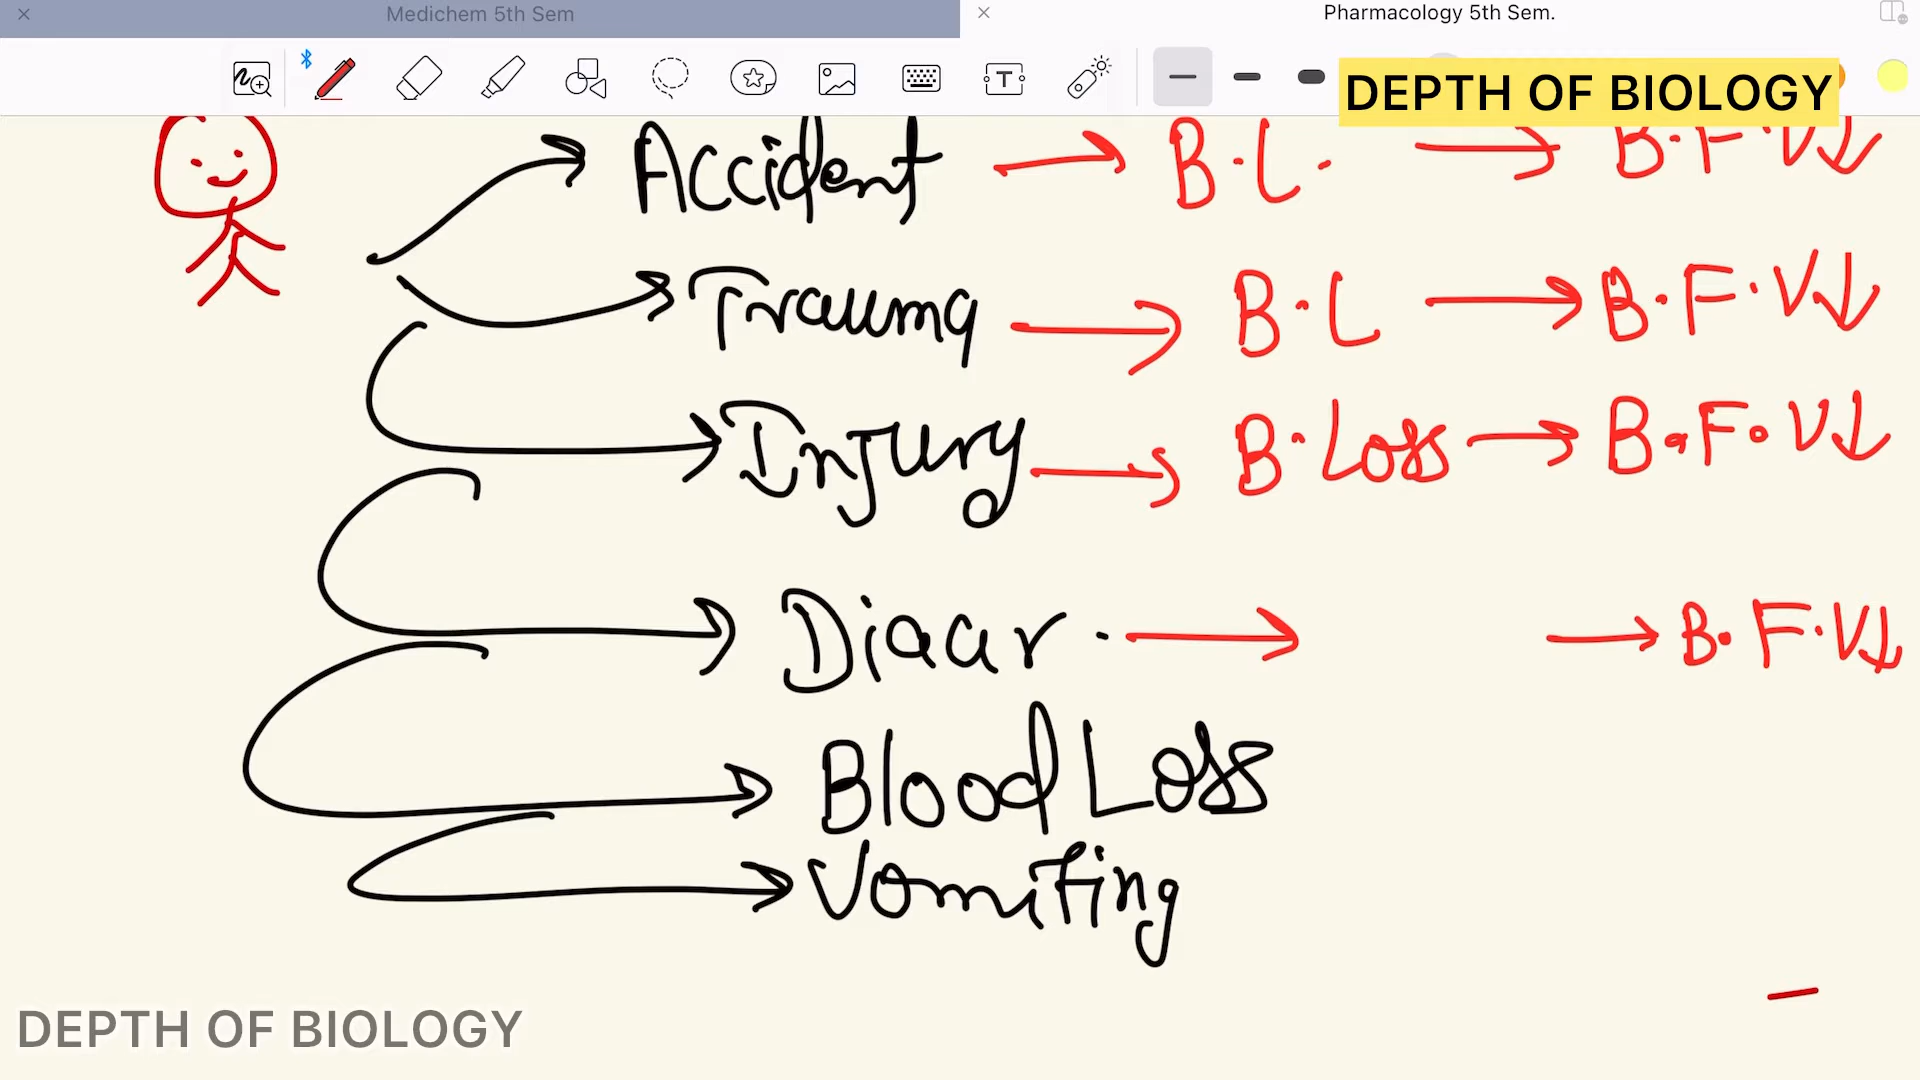 Medichem 5th Sem
Pharmacology 5th Sem.
DEPTH OF BIOLOGY
Accident → B.L. → B.F.V↓
Trauma → B.L → B.F.V↓
Injury → B.Loss → B.F.V↓
Diaar. → → B.F.V↓
Blood Loss
Vomiting
DEPTH OF BIOLOGY